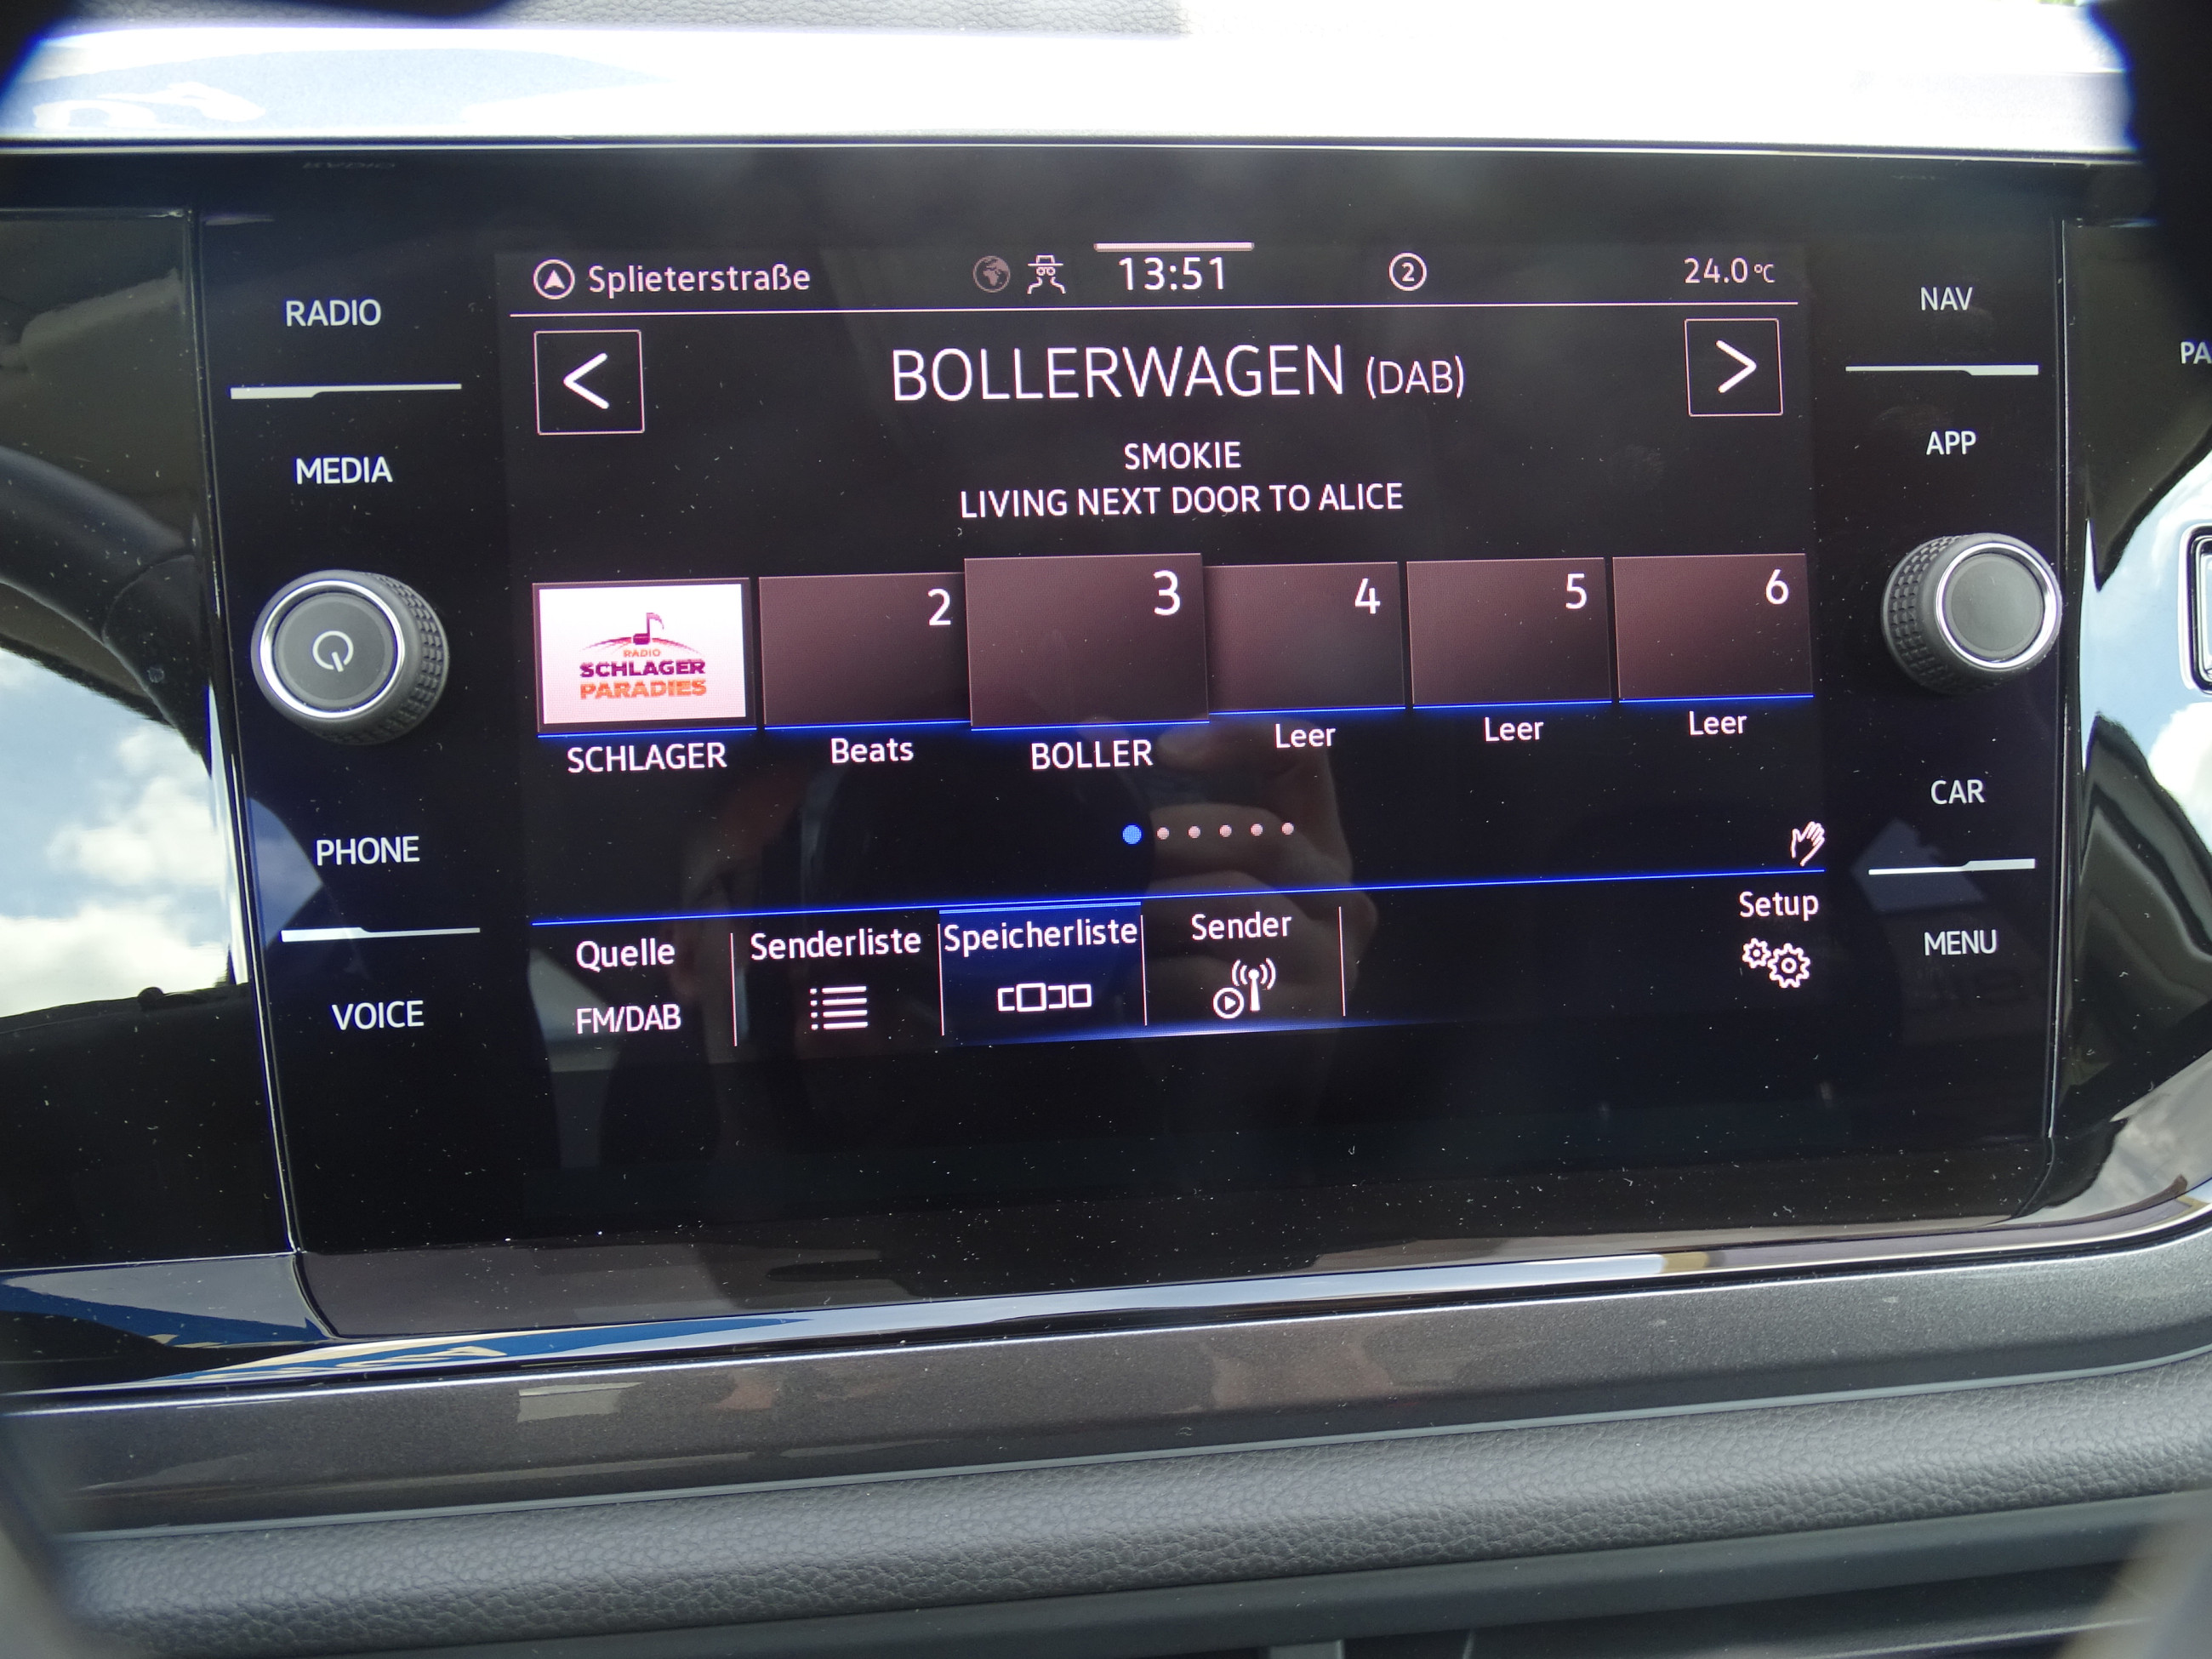 RADIO
MEDIA
PHONE
VOICE
Splieterstraße
13:51
2
24.0 °C
< BOLLERWAGEN (DAB) >
SMOKIE
LIVING NEXT DOOR TO ALICE
RADIO
SCHLAGER
PARADIES
2
3
4
5
6
SCHLAGER
Beats
BOLLER
Leer
Leer
Leer
Quelle
FM/DAB
Senderliste
Speicherliste
Sender
Setup
NAV
APP
CAR
MENU
PA